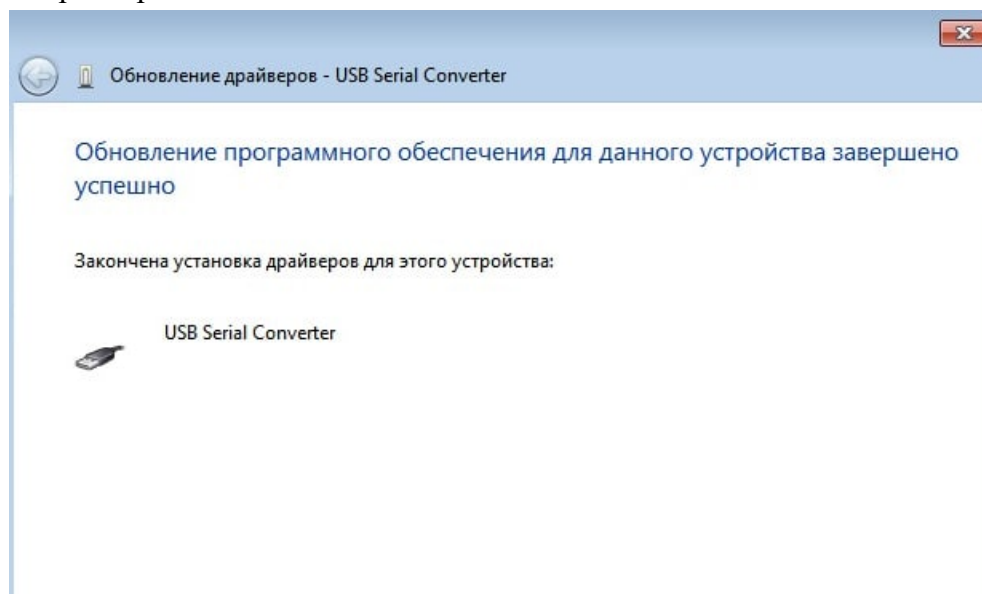 Обновление драйверов - USB Serial Converter
Обновление программного обеспечения для данного устройства завершено
успешно
Закончена установка драйверов для этого устройства:
USB Serial Converter